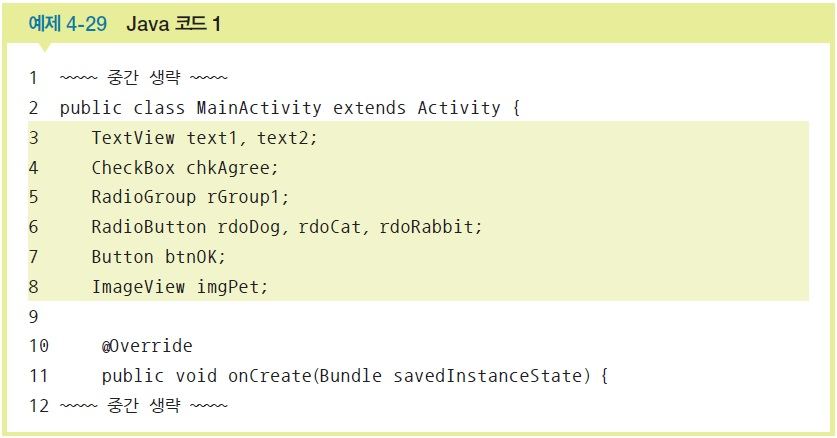 예제 4-29 Java 코드 1
1 ~~~~ 중간 생략 ~~~~
2 public class MainActivity extends Activity {
3 TextView text1, text2;
4 CheckBox chkAgree;
5 RadioGroup rGroup1;
6 RadioButton rdoDog, rdoCat, rdoRabbit;
7 Button btnOK;
8 ImageView imgPet;
9
10 @Override
11 public void onCreate(Bundle savedInstanceState) {
12 ~~~~ 중간 생략 ~~~~